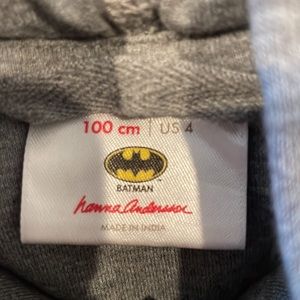 100 cm | US 4
BATMAN
hanna Andersson
MADE IN INDIA